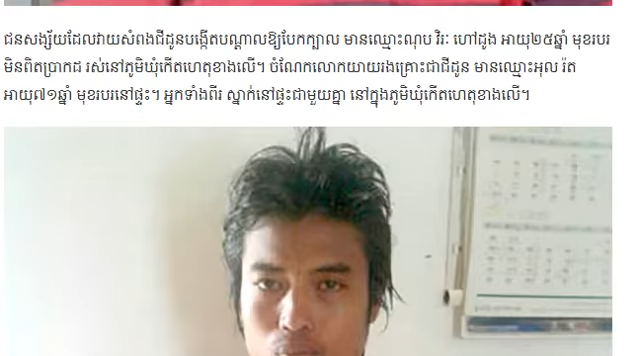 ជនសង្ស័យដែលវាយសំពងជីដូនបង្កើតបណ្តាលឱ្យបែកក្បាល មានឈ្មោះណុប វិរៈ ហៅដូង អាយុ២៥ឆ្នាំ មុខរបរ
មិនពិតប្រាកដ រស់នៅភូមិឃុំកើតហេតុខាងលើ។ ចំណែកលោកយាយរងគ្រោះជាជីដូន មានឈ្មោះអុល រ៉ត
អាយុ៧១ឆ្នាំ មុខរបរនៅផ្ទះ។ អ្នកទាំងពីរ ស្នាក់នៅផ្ទះជាមួយគ្នា នៅក្នុងភូមិឃុំកើតហេតុខាងលើ។